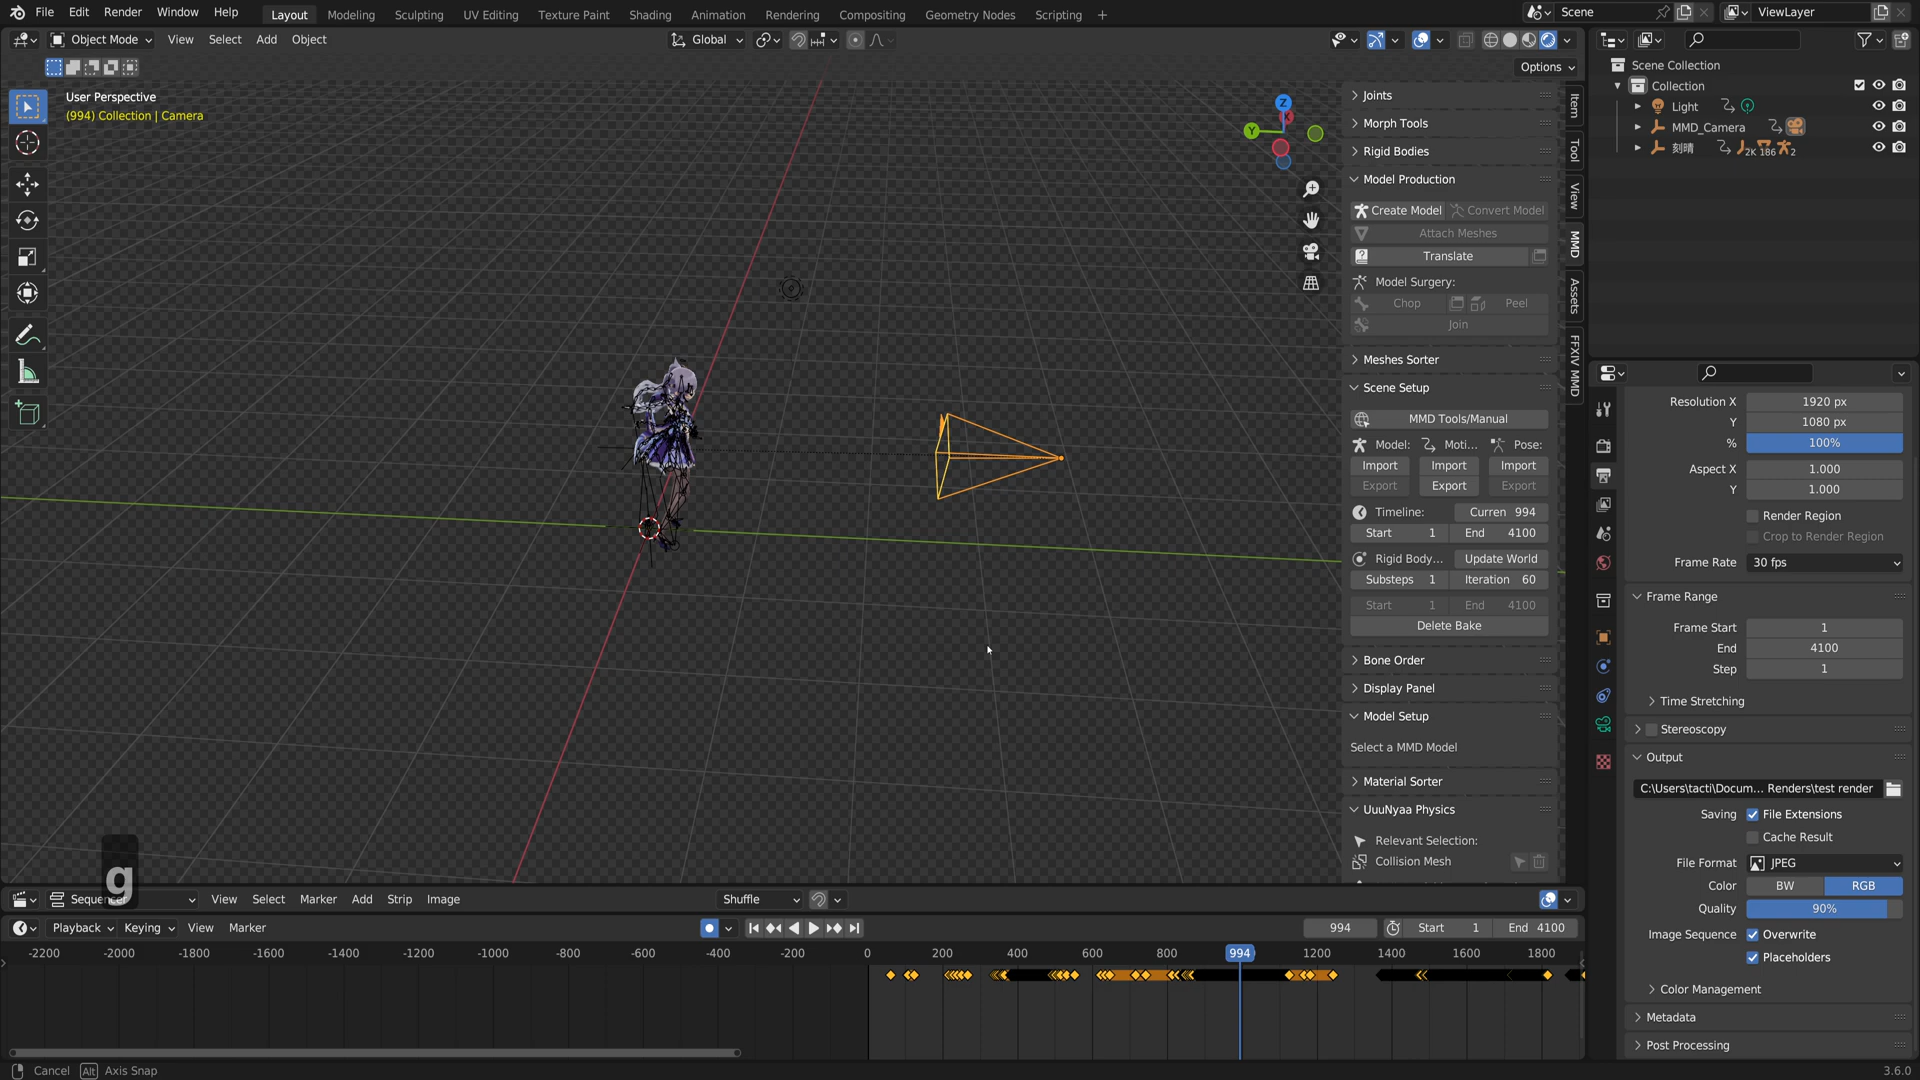 File Edit Render Window Help Layout Modeling Sculpting UV Editing Texture Paint Shading Animation Rendering Compositing Geometry Nodes Scripting + Scene ViewLayer
Object Mode View Select Add Object Global
Options
User Perspective
(994) Collection | Camera
Z
Y
X
Joints
Morph Tools
Rigid Bodies
Model Production
Create Model Convert Model
Attach Meshes
Translate
Model Surgery:
Chop Peel
Join
Meshes Sorter
Scene Setup
MMD Tools/Manual
Model: Moti... Pose:
Import Import Import
Export Export Export
Timeline: Curren 994
Start 1 End 4100
Rigid Body... Update World
Substeps 1 Iteration 60
Start 1 End 4100
Delete Bake
Bone Order
Display Panel
Model Setup
Select a MMD Model
Material Sorter
UuuNyaa Physics
Relevant Selection:
Collision Mesh
Item
Tool
View
MMD
Assets
FFXIV MMD
Scene Collection
Collection
Light
MMD_Camera
刻晴 2K 186 2
Resolution X 1920 px
Y 1080 px
% 100%
Aspect X 1.000
Y 1.000
Render Region
Crop to Render Region
Frame Rate 30 fps
Frame Range
Frame Start 1
End 4100
Step 1
Time Stretching
Stereoscopy
Output
C:\Users\tacti\Docum... Renders\test render
Saving File Extensions
Cache Result
File Format JPEG
Color BW RGB
Quality 90%
Image Sequence Overwrite
Placeholders
Color Management
Metadata
Post Processing
g
Sequencer View Select Marker Add Strip Image Shuffle
Playback Keying View Marker 994 Start 1 End 4100
-2200 -2000 -1800 -1600 -1400 -1200 -1000 -800 -600 -400 -200 0 200 400 600 800 994 1200 1400 1600 1800
Cancel Alt Axis Snap 3.6.0